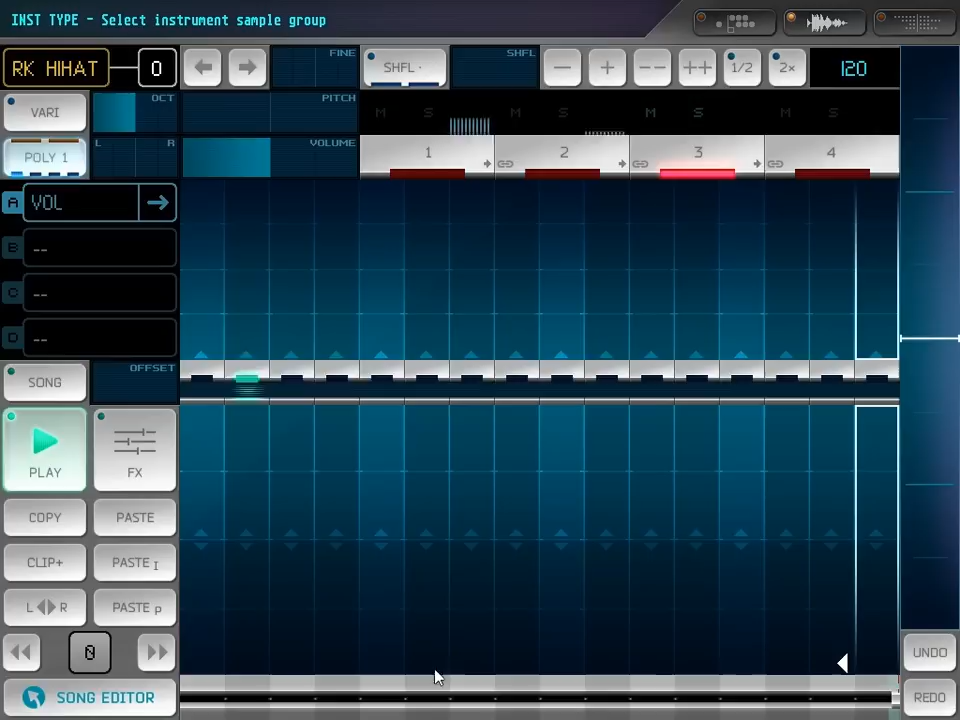 INST TYPE - Select instrument sample group
RK HIHAT 0 FINE SHFL · SHFL — + —— ++ 1/2 2× 120
VARI OCT PITCH M S M S M S M S
POLY 1 L R VOLUME 1 2 3 4
A VOL
B --
C --
D --
SONG OFFSET
PLAY FX
COPY PASTE
CLIP+ PASTE I
L R PASTE p
0 UNDO
SONG EDITOR REDO